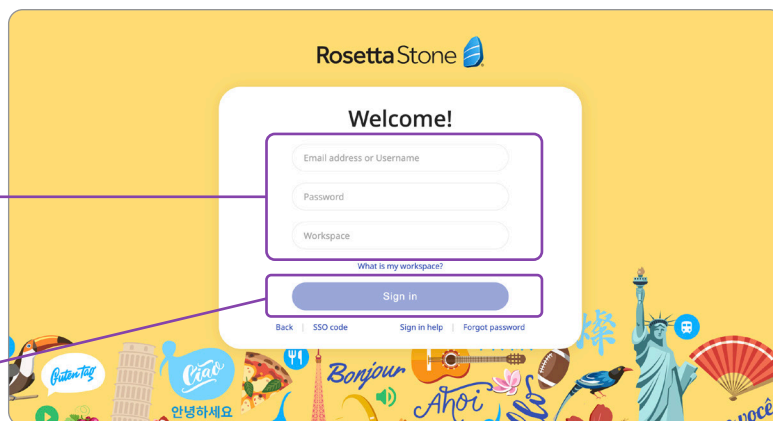 Rosetta Stone
Welcome!
Email address or Username
Password
Workspace
What is my workspace?
Sign in
Back | SSO code Sign in help | Forgot password
Guten Tag
Ciao
안녕하세요
Bonjour
Ahoi
燦
você